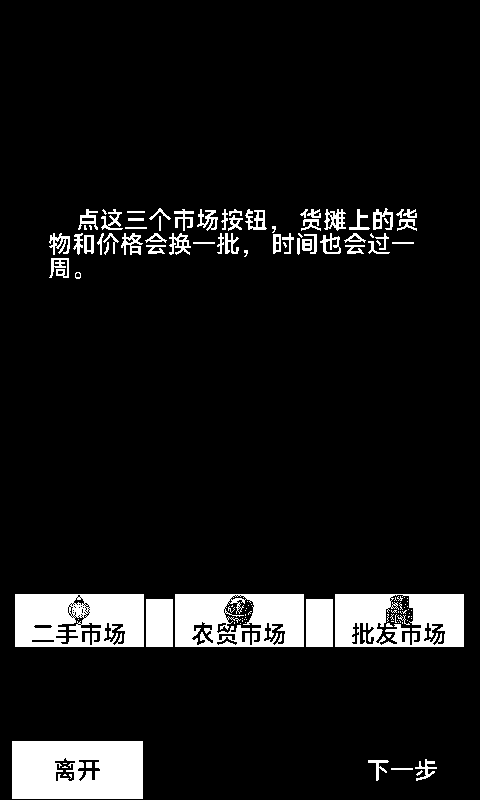 点这三个市场按钮， 货摊上的货
物和价格会换一批， 时间也会过一
周。
二手市场
农贸市场
批发市场
离开
下一步